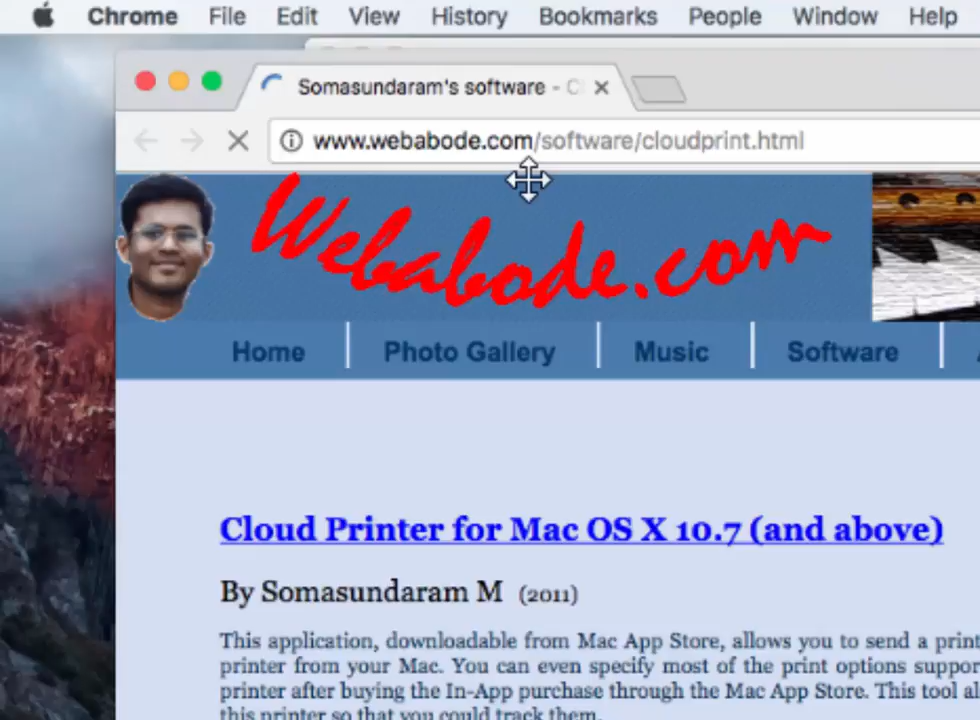 Chrome File Edit View History Bookmarks People Window Help
Somasundaram's software - C
www.webabode.com/software/cloudprint.html
Webabode.com
Home Photo Gallery Music Software
Cloud Printer for Mac OS X 10.7 (and above)
By Somasundaram M (2011)
This application, downloadable from Mac App Store, allows you to send a print
printer from your Mac. You can even specify most of the print options suppor
printer after buying the In-App purchase through the Mac App Store. This tool al
this printer so that you could track them.